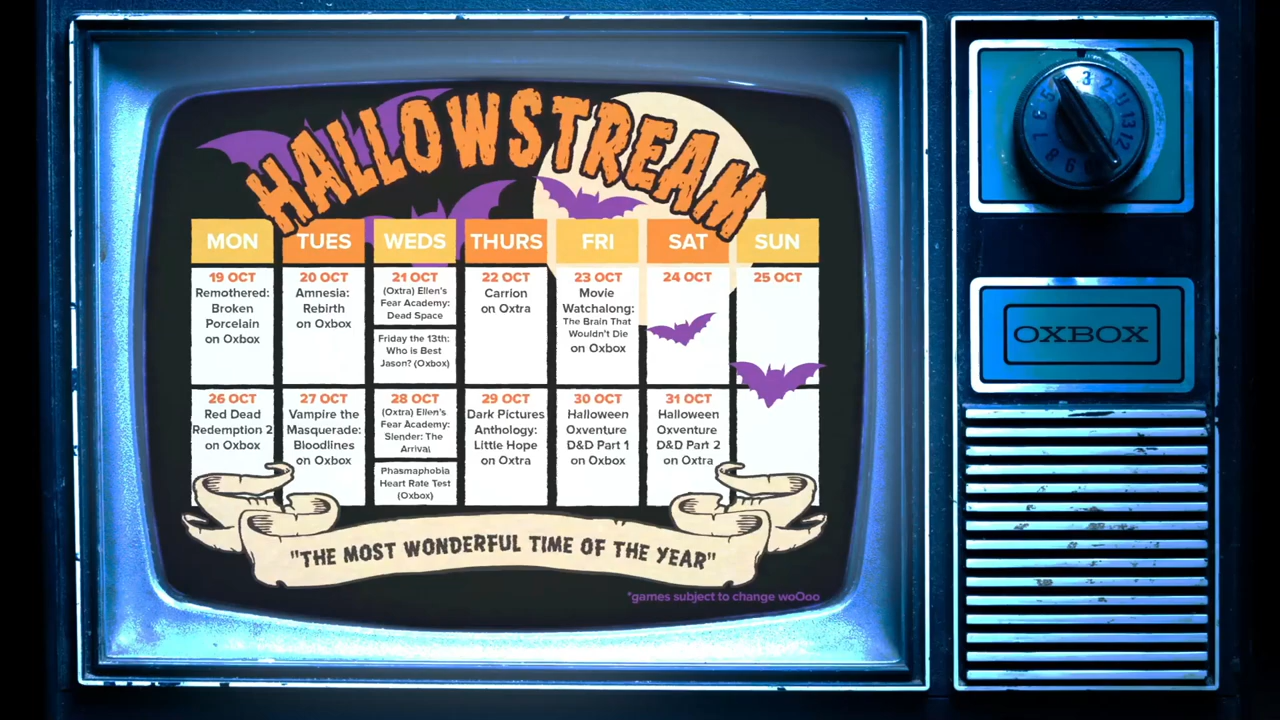 HALLOWSTREAM
MON
TUES
WEDS
THURS
FRI
SAT
SUN
19 OCT
Remothered:
Broken
Porcelain
on Oxbox
20 OCT
Amnesia:
Rebirth
on Oxbox
21 OCT
(Oxtra) Ellen's
Fear Academy:
Dead Space
Friday the 13th:
Who is Best
Jason? (Oxbox)
22 OCT
Carrion
on Oxtra
23 OCT
Movie
Watchalong:
The Brain That
Wouldn't Die
on Oxbox
24 OCT
25 OCT
26 OCT
Red Dead
Redemption 2
on Oxbox
27 OCT
Vampire the
Masquerade:
Bloodlines
on Oxbox
28 OCT
(Oxtra) Ellen's
Fear Academy:
Slender: The
Arrival
Phasmaphobia
Heart Rate Test
(Oxbox)
29 OCT
Dark Pictures
Anthology:
Little Hope
on Oxtra
30 OCT
Halloween
Oxventure
D&D Part 1
on Oxbox
31 OCT
Halloween
Oxventure
D&D Part 2
on Oxtra
"THE MOST WONDERFUL TIME OF THE YEAR"
*games subject to change woOoo
OXBOX